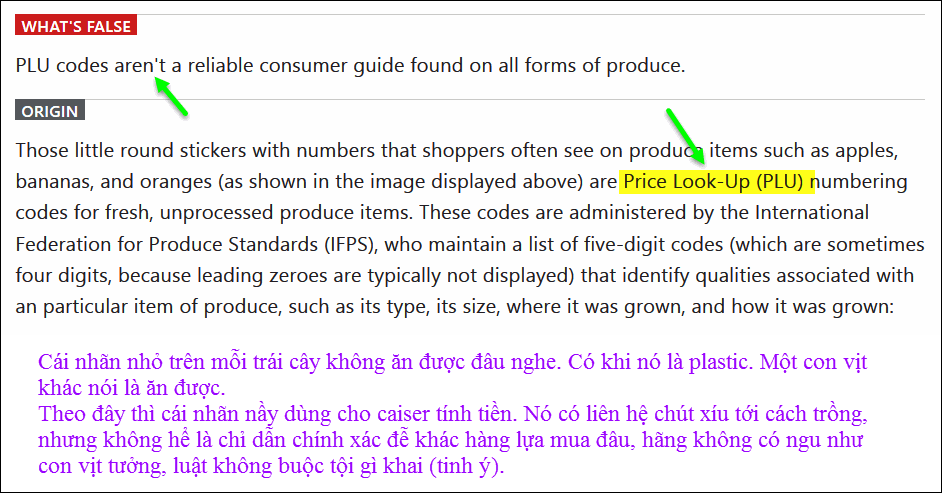 WHAT'S FALSE
PLU codes aren't a reliable consumer guide found on all forms of produce.
ORIGIN
Those little round stickers with numbers that shoppers often see on produce items such as apples,
bananas, and oranges (as shown in the image displayed above) are Price Look-Up (PLU) numbering
codes for fresh, unprocessed produce items. These codes are administered by the International
Federation for Produce Standards (IFPS), who maintain a list of five-digit codes (which are sometimes
four digits, because leading zeroes are typically not displayed) that identify qualities associated with
an particular item of produce, such as its type, its size, where it was grown, and how it was grown:
Cái nhãn nhỏ trên mỗi trái cây không ăn được đâu nghe. Có khi nó là plastic. Một con vịt
khác nói là ăn được.
Theo đây thì cái nhãn nầy dùng cho caiser tính tiền. Nó có liên hệ chút xíu tới cách trồng,
nhưng không hể là chỉ dẫn chính xác đễ khác hàng lựa mua đâu, hãng không có ngu như
con vịt tưởng, luật không buộc tội gì khai (tinh ý).